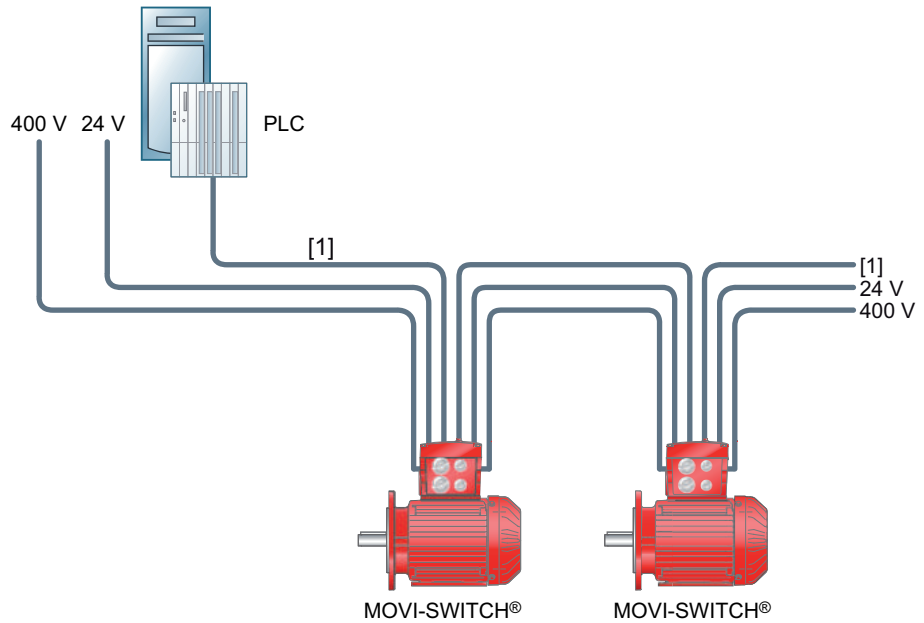 400 V 24 V PLC
[1]
[1]
24 V
400 V
MOVI-SWITCH® MOVI-SWITCH®